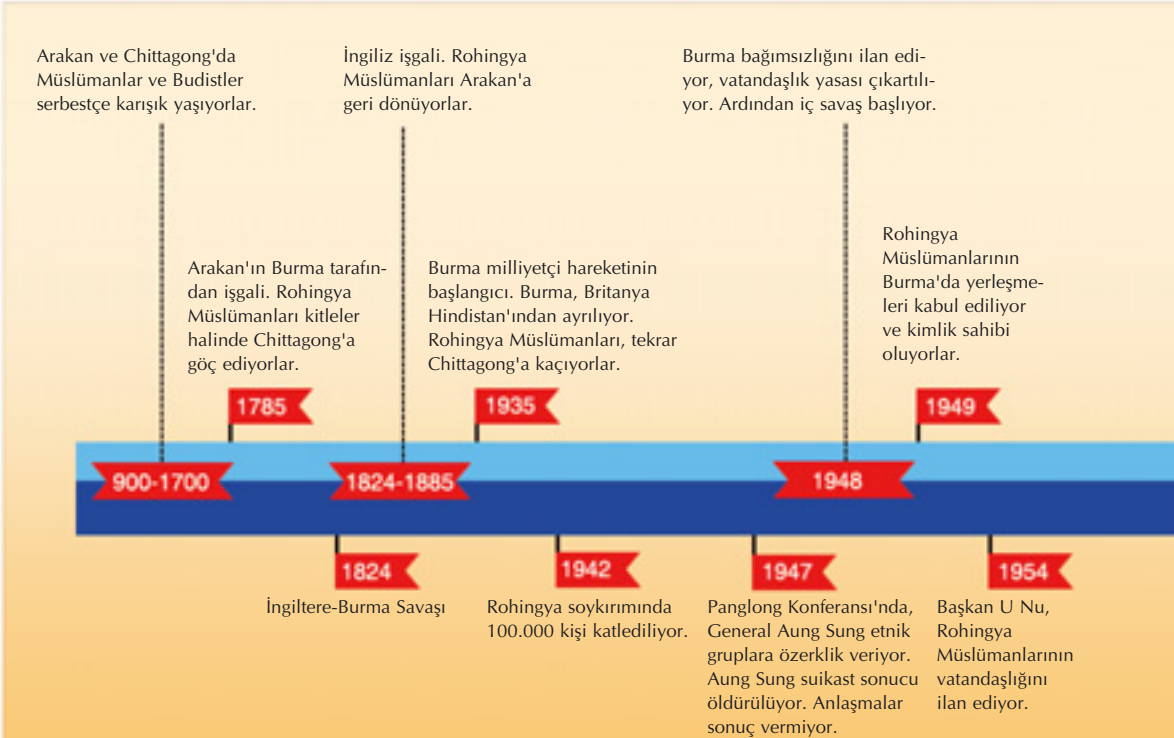 Arakan ve Chittagong'da
Müslümanlar ve Budistler
serbestçe karışık yaşıyorlar.
İngiliz işgali. Rohingya
Müslümanları Arakan'a
geri dönüyorlar.
Burma bağımsızlığını ilan edi-
yor, vatandaşlık yasası çıkartılı-
yor. Ardından iç savaş başlıyor.
Arakan'ın Burma tarafın-
dan işgali. Rohingya
Müslümanları kitleler
halinde Chittagong'a
göç ediyorlar.
Burma milliyetçi hareketinin
başlangıcı. Burma, Britanya
Hindistan'ından ayrılıyor.
Rohingya Müslümanları, tekrar
Chittagong'a kaçıyorlar.
Rohingya
Müslümanlarının
Burma'da yerleşme-
leri kabul ediliyor
ve kimlik sahibi
oluyorlar.
1785
1935
1949
900-1700
1824-1885
1948
1824
1942
1947
1954
İngiltere-Burma Savaşı
Rohingya soykırımında
100.000 kişi katlediliyor.
Panglong Konferansı'nda,
General Aung Sung etnik
gruplara özerklik veriyor.
Aung Sung suikast sonucu
öldürülüyor. Anlaşmalar
sonuç vermiyor.
Başkan U Nu,
Rohingya
Müslümanlarının
vatandaşlığını
ilan ediyor.